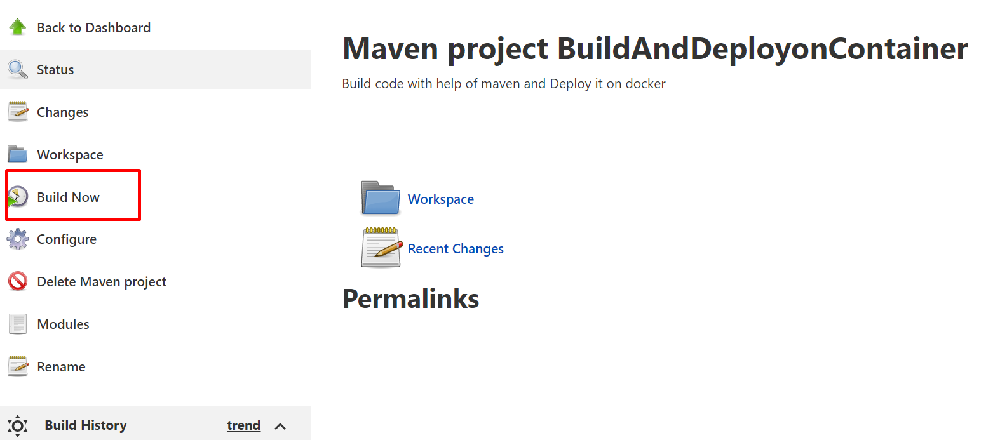 Back to Dashboard
Status
Changes
Workspace
Build Now
Configure
Delete Maven project
Modules
Rename
Build History trend
Maven project BuildAndDeployonContainer
Build code with help of maven and Deploy it on docker
Workspace
Recent Changes
Permalinks